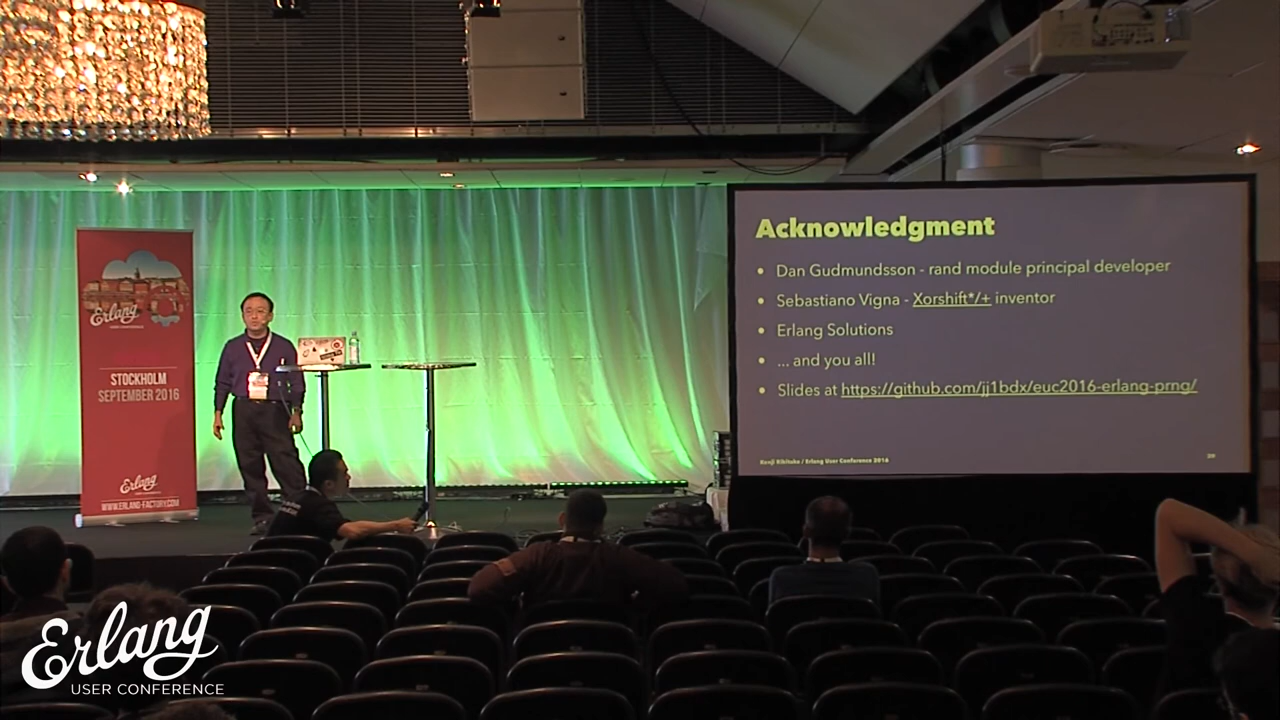 Acknowledgment
• Dan Gudmundsson - rand module principal developer
• Sebastiano Vigna - Xorshift*/+ inventor
• Erlang Solutions
• ... and you all!
• Slides at https://github.com/jj1bdx/euc2016-erlang-prng/
Kenji Rikitake / Erlang User Conference 2016
Erlang
USER CONFERENCE
STOCKHOLM
SEPTEMBER 2016
Erlang
WWW.ERLANG-FACTORY.COM
Erlang
USER CONFERENCE